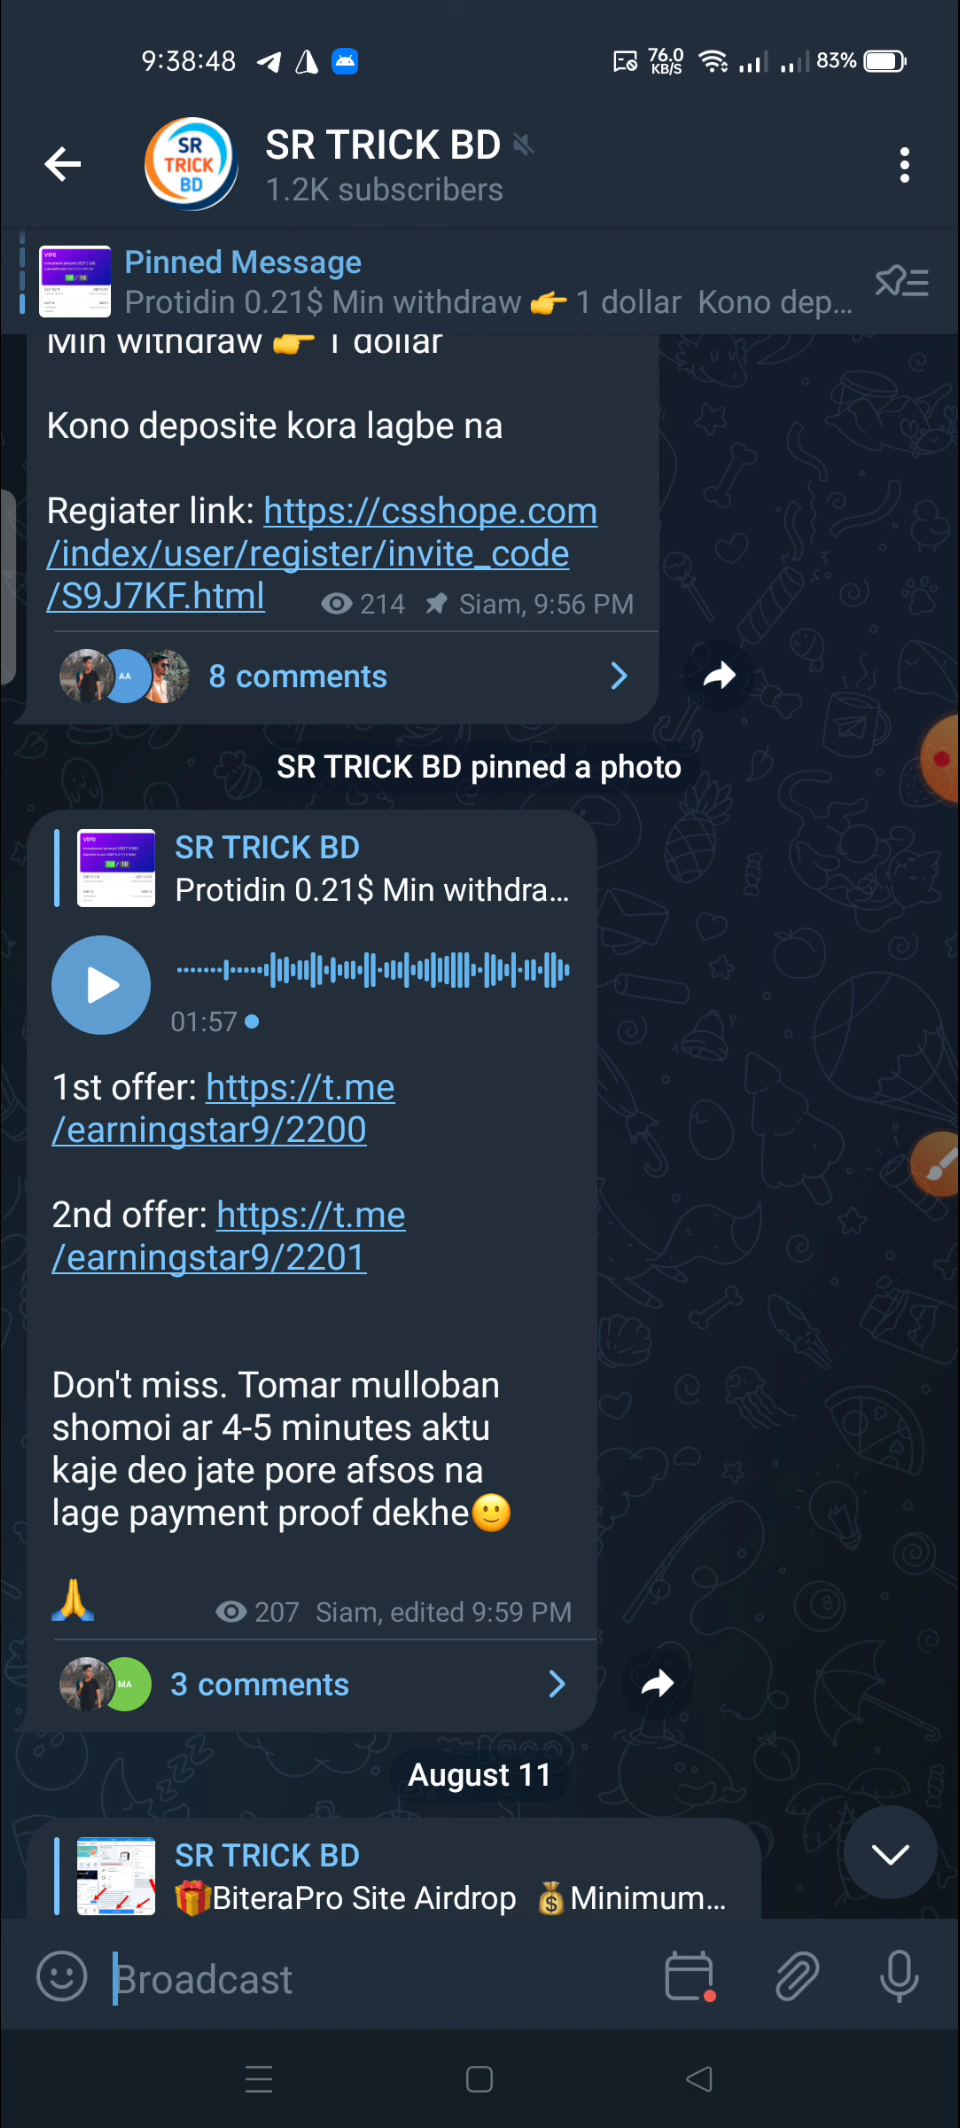 9:38:48
76.0
KB/S
83%
SR
TRICK
BD
SR TRICK BD
1.2K subscribers
Pinned Message
Protidin 0.21$ Min withdraw 👉 1 dollar Kono dep...
Min withdraw 👉 1 dollar
Kono deposite kora lagbe na
Regiater link: https://csshope.com
/index/user/register/invite_code
/S9J7KF.html
214 Siam, 9:56 PM
AA
8 comments
SR TRICK BD pinned a photo
SR TRICK BD
Protidin 0.21$ Min withdra...
01:57
1st offer: https://t.me
/earningstar9/2200
2nd offer: https://t.me
/earningstar9/2201
Don't miss. Tomar mulloban
shomoi ar 4-5 minutes aktu
kaje deo jate pore afsos na
lage payment proof dekhe🙂
🙏
207 Siam, edited 9:59 PM
MA
3 comments
August 11
SR TRICK BD
🎁BiteraPro Site Airdrop 💰Minimum...
Broadcast